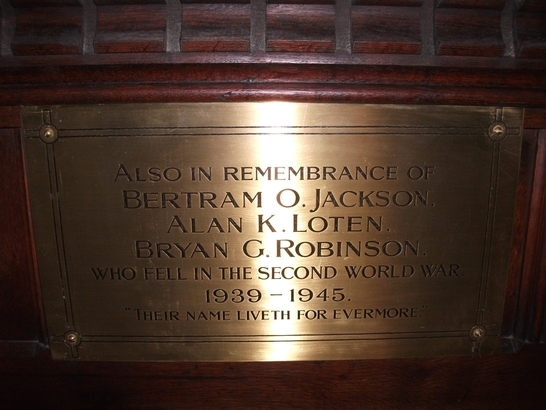 ALSO IN REMEMBRANCE OF
BERTRAM O. JACKSON.
ALAN K. LOTEN.
BRYAN G. ROBINSON.
WHO FELL IN THE SECOND WORLD WAR
1939 – 1945.
"THEIR NAME LIVETH FOR EVERMORE."